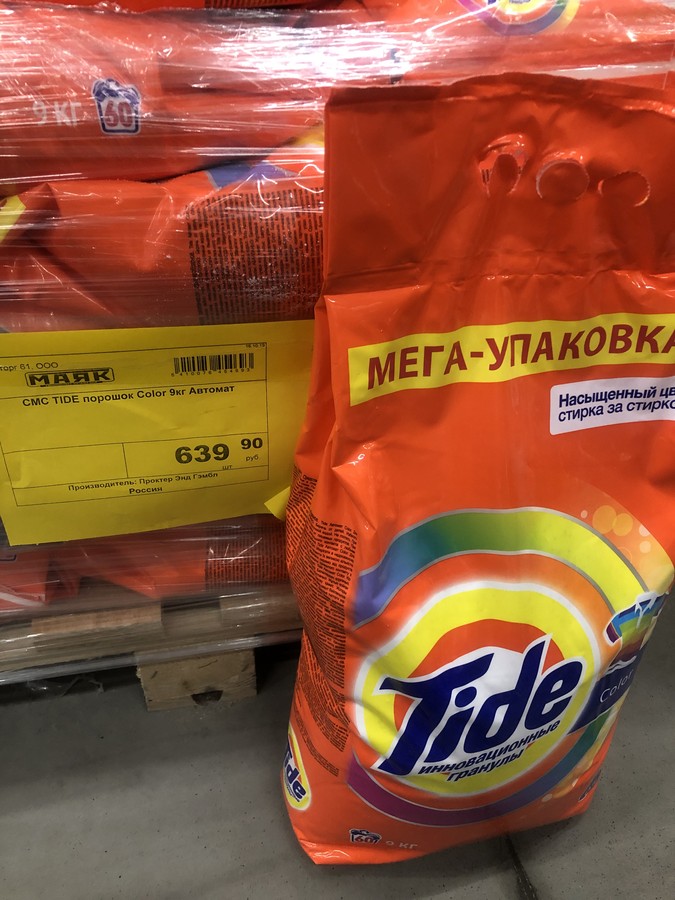 9 КГ 60
торг 61.000
МАЯК
СМС TIDE порошок Color 9кг Автомат
639 90
шт руб.
Производитель: Проктер Энд Гэмбл
Россия
МЕГА-УПАКОВКА
Насыщенный цв
стирка за стирко
Tide
Color
инновационные
гранулы
Tide
60 9 КГ